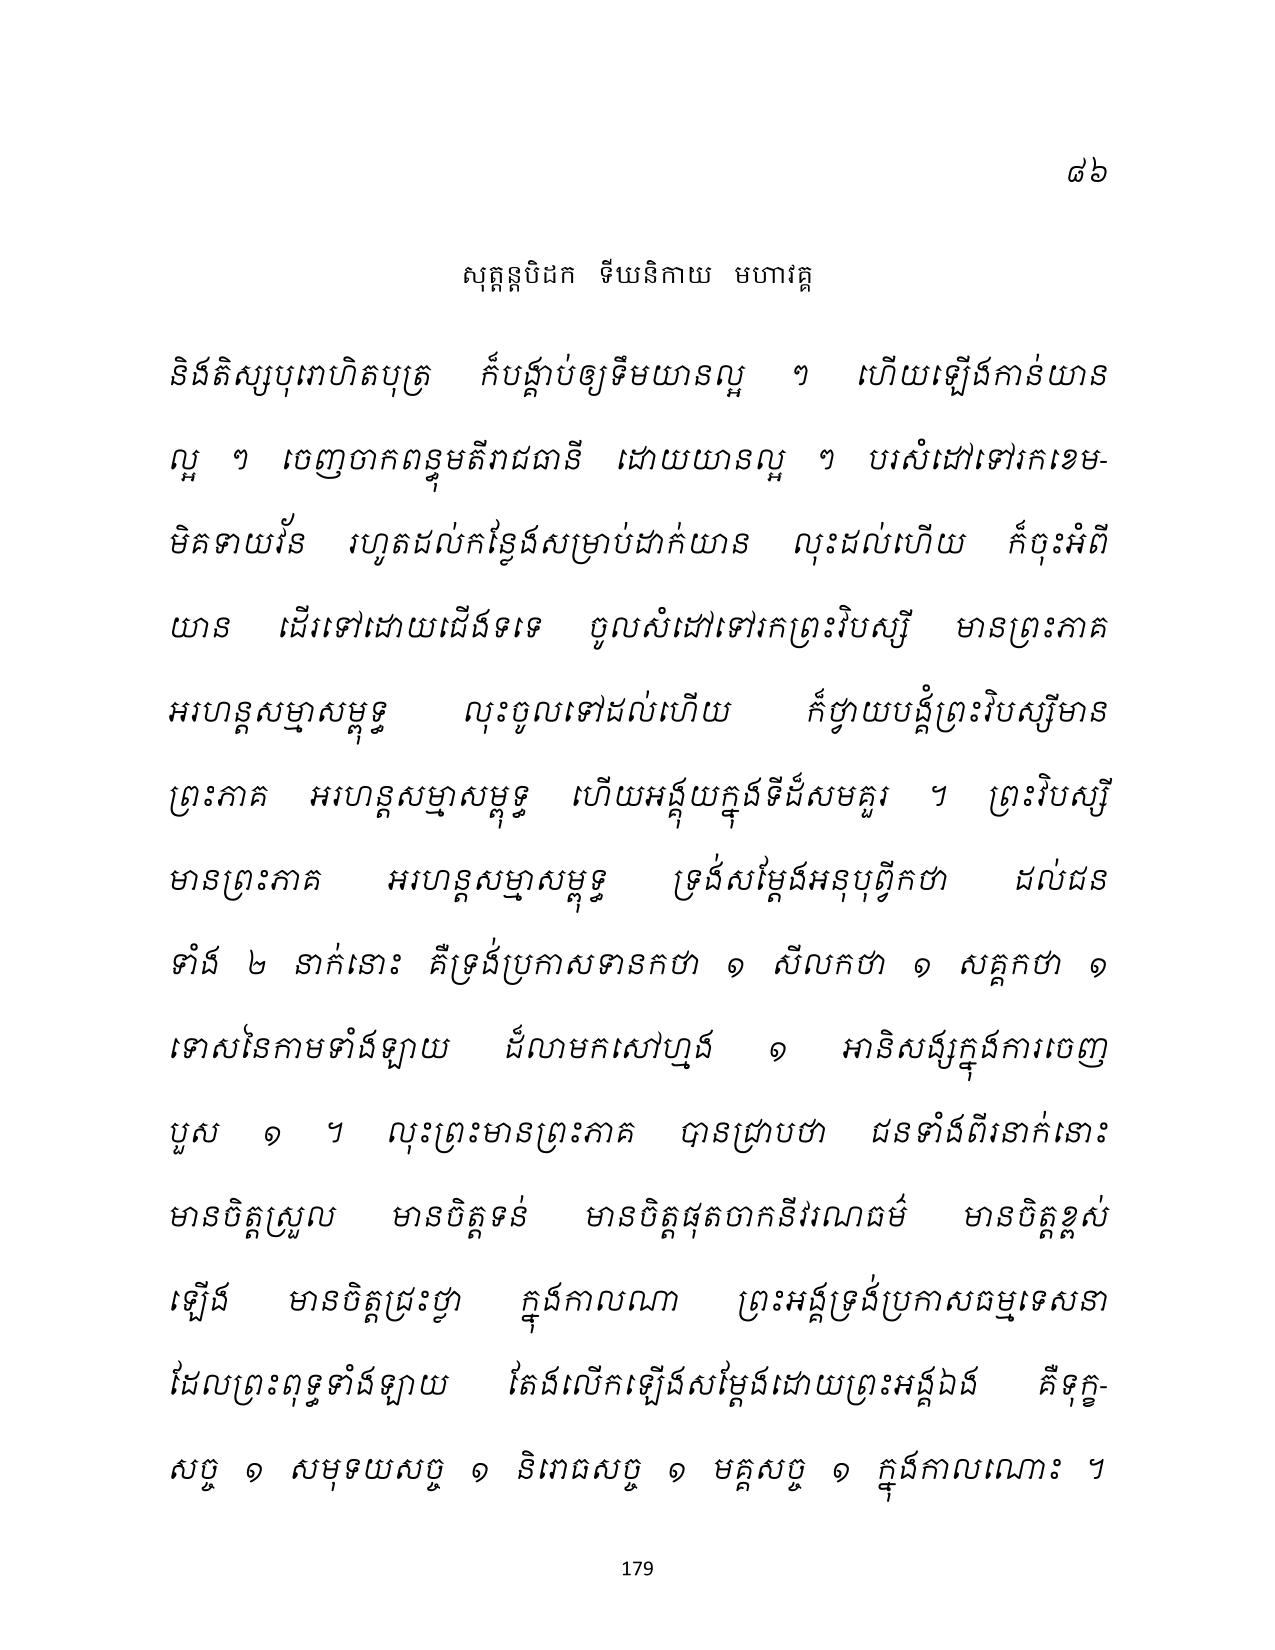 ៨៦
សុត្តន្តបិដក ទីឃនិកាយ មហាវគ្គ
និងតិស្សបុរោហិតបុត្រ ក៏បង្គាប់ឲ្យទឹមយានល្អ ៗ ហើយឡើងកាន់យាន
ល្អ ៗ ចេញចាកពន្ធុមតីរាជធានី ដោយយានល្អ ៗ បរសំដៅទៅរកខេម-
មិគទាយវ័ន រហូតដល់កន្លែងសម្រាប់ដាក់យាន លុះដល់ហើយ ក៏ចុះអំពី
យាន ដើរទៅដោយជើងទទេ ចូលសំដៅទៅរកព្រះវិបស្សី មានព្រះភាគ
អរហន្តសម្មាសម្ពុទ្ធ លុះចូលទៅដល់ហើយ ក៏ថ្វាយបង្គំព្រះវិបស្សីមាន
ព្រះភាគ អរហន្តសម្មាសម្ពុទ្ធ ហើយអង្គុយក្នុងទីដ៏សមគួរ ។ ព្រះវិបស្សី
មានព្រះភាគ អរហន្តសម្មាសម្ពុទ្ធ ទ្រង់សម្តែងអនុបុព្វីកថា ដល់ជន
ទាំង ២ នាក់នោះ គឺទ្រង់ប្រកាសទានកថា ១ សីលកថា ១ សគ្គកថា ១
ទោសនៃកាមទាំងឡាយ ដ៏លាមកសៅហ្មង ១ អានិសង្សក្នុងការចេញ
បួស ១ ។ លុះព្រះមានព្រះភាគ បានជ្រាបថា ជនទាំងពីរនាក់នោះ
មានចិត្តស្រួល មានចិត្តទន់ មានចិត្តផុតចាកនីវរណធម៌ មានចិត្តខ្ពស់
ឡើង មានចិត្តជ្រះថ្លា ក្នុងកាលណា ព្រះអង្គទ្រង់ប្រកាសធម្មទេសនា
ដែលព្រះពុទ្ធទាំងឡាយ តែងលើកឡើងសម្តែងដោយព្រះអង្គឯង គឺទុក្ខ-
សច្ច ១ សមុទយសច្ច ១ និរោធសច្ច ១ មគ្គសច្ច ១ ក្នុងកាលណោះ ។
179